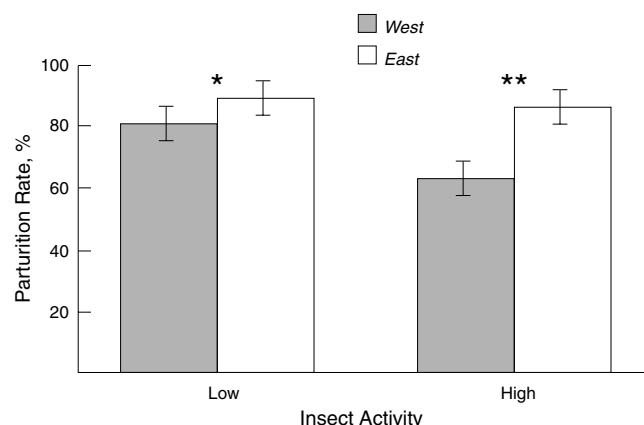 West
East
Parturition Rate, %
100
80
60
40
20
*
**
Low
High
Insect Activity